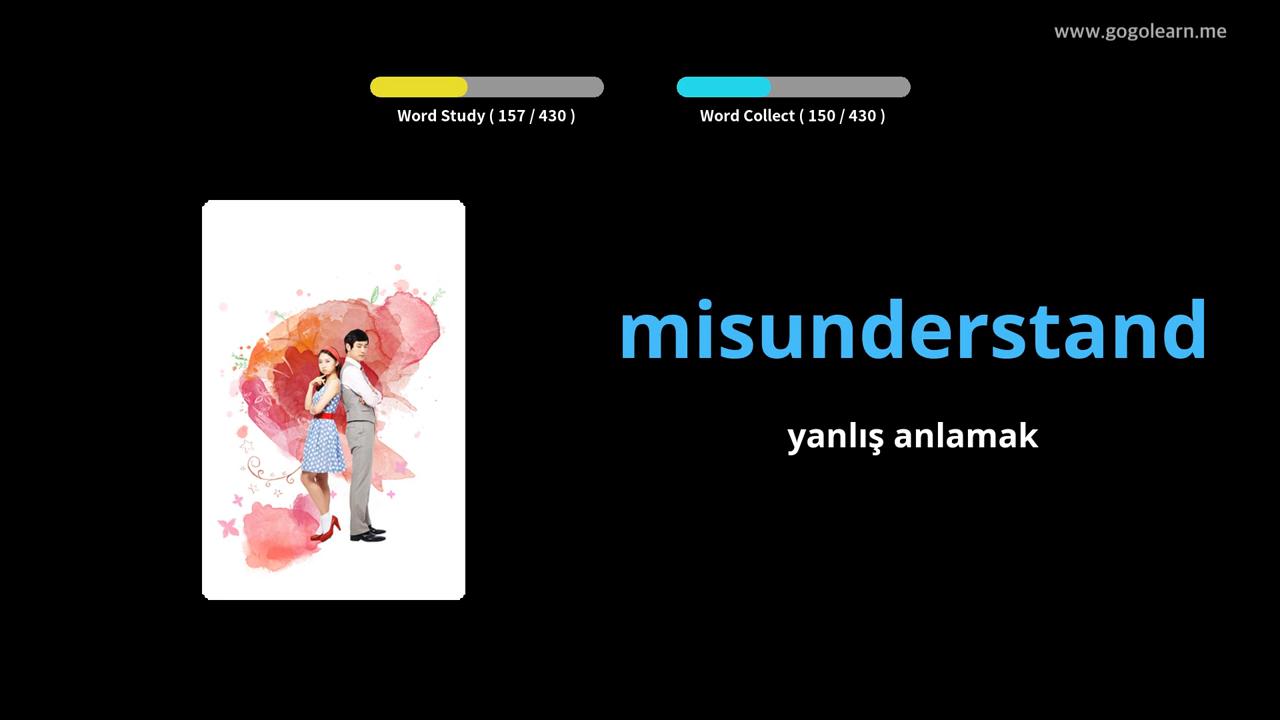 www.gogolearn.me
Word Study ( 157 / 430 )
Word Collect ( 150 / 430 )
misunderstand
yanlış anlamak